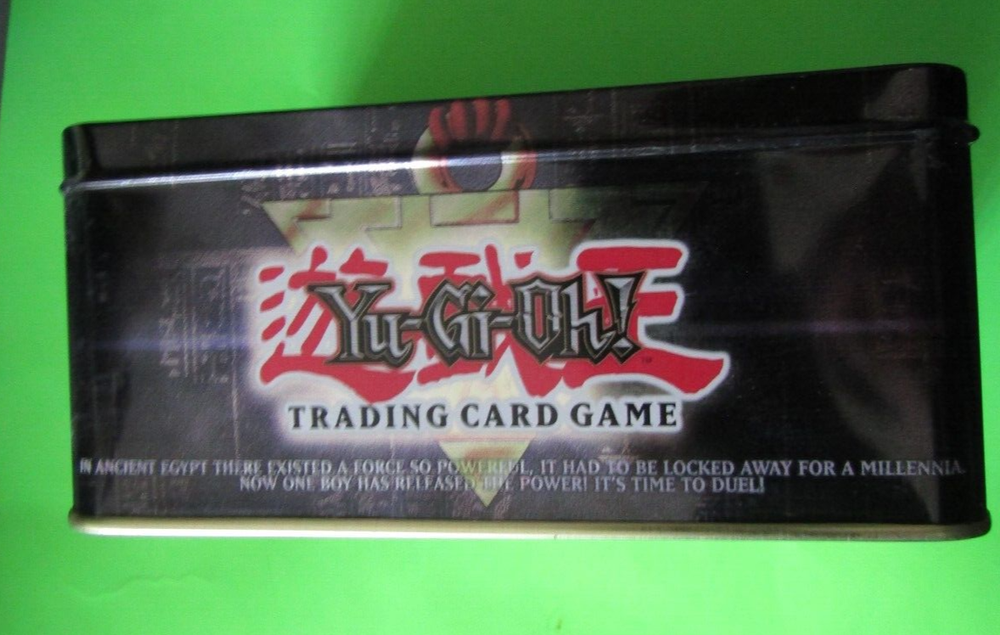 遊戯王
Yu-Gi-Oh!
™
TRADING CARD GAME
IN ANCIENT EGYPT THERE EXISTED A FORCE SO POWERFUL, IT HAD TO BE LOCKED AWAY FOR A MILLENNIA.
NOW ONE BOY HAS RELEASED THE POWER! IT'S TIME TO DUEL!